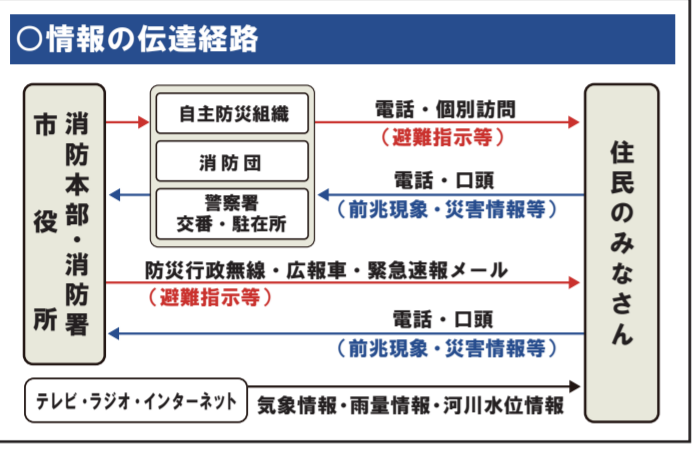 ○情報の伝達経路
市役所
消防本部・消防署
自主防災組織
消防団
警察署
交番・駐在所
電話・個別訪問
（避難指示等）
電話・口頭
（前兆現象・災害情報等）
防災行政無線・広報車・緊急速報メール
（避難指示等）
電話・口頭
（前兆現象・災害情報等）
住民のみなさん
テレビ・ラジオ・インターネット
気象情報・雨量情報・河川水位情報